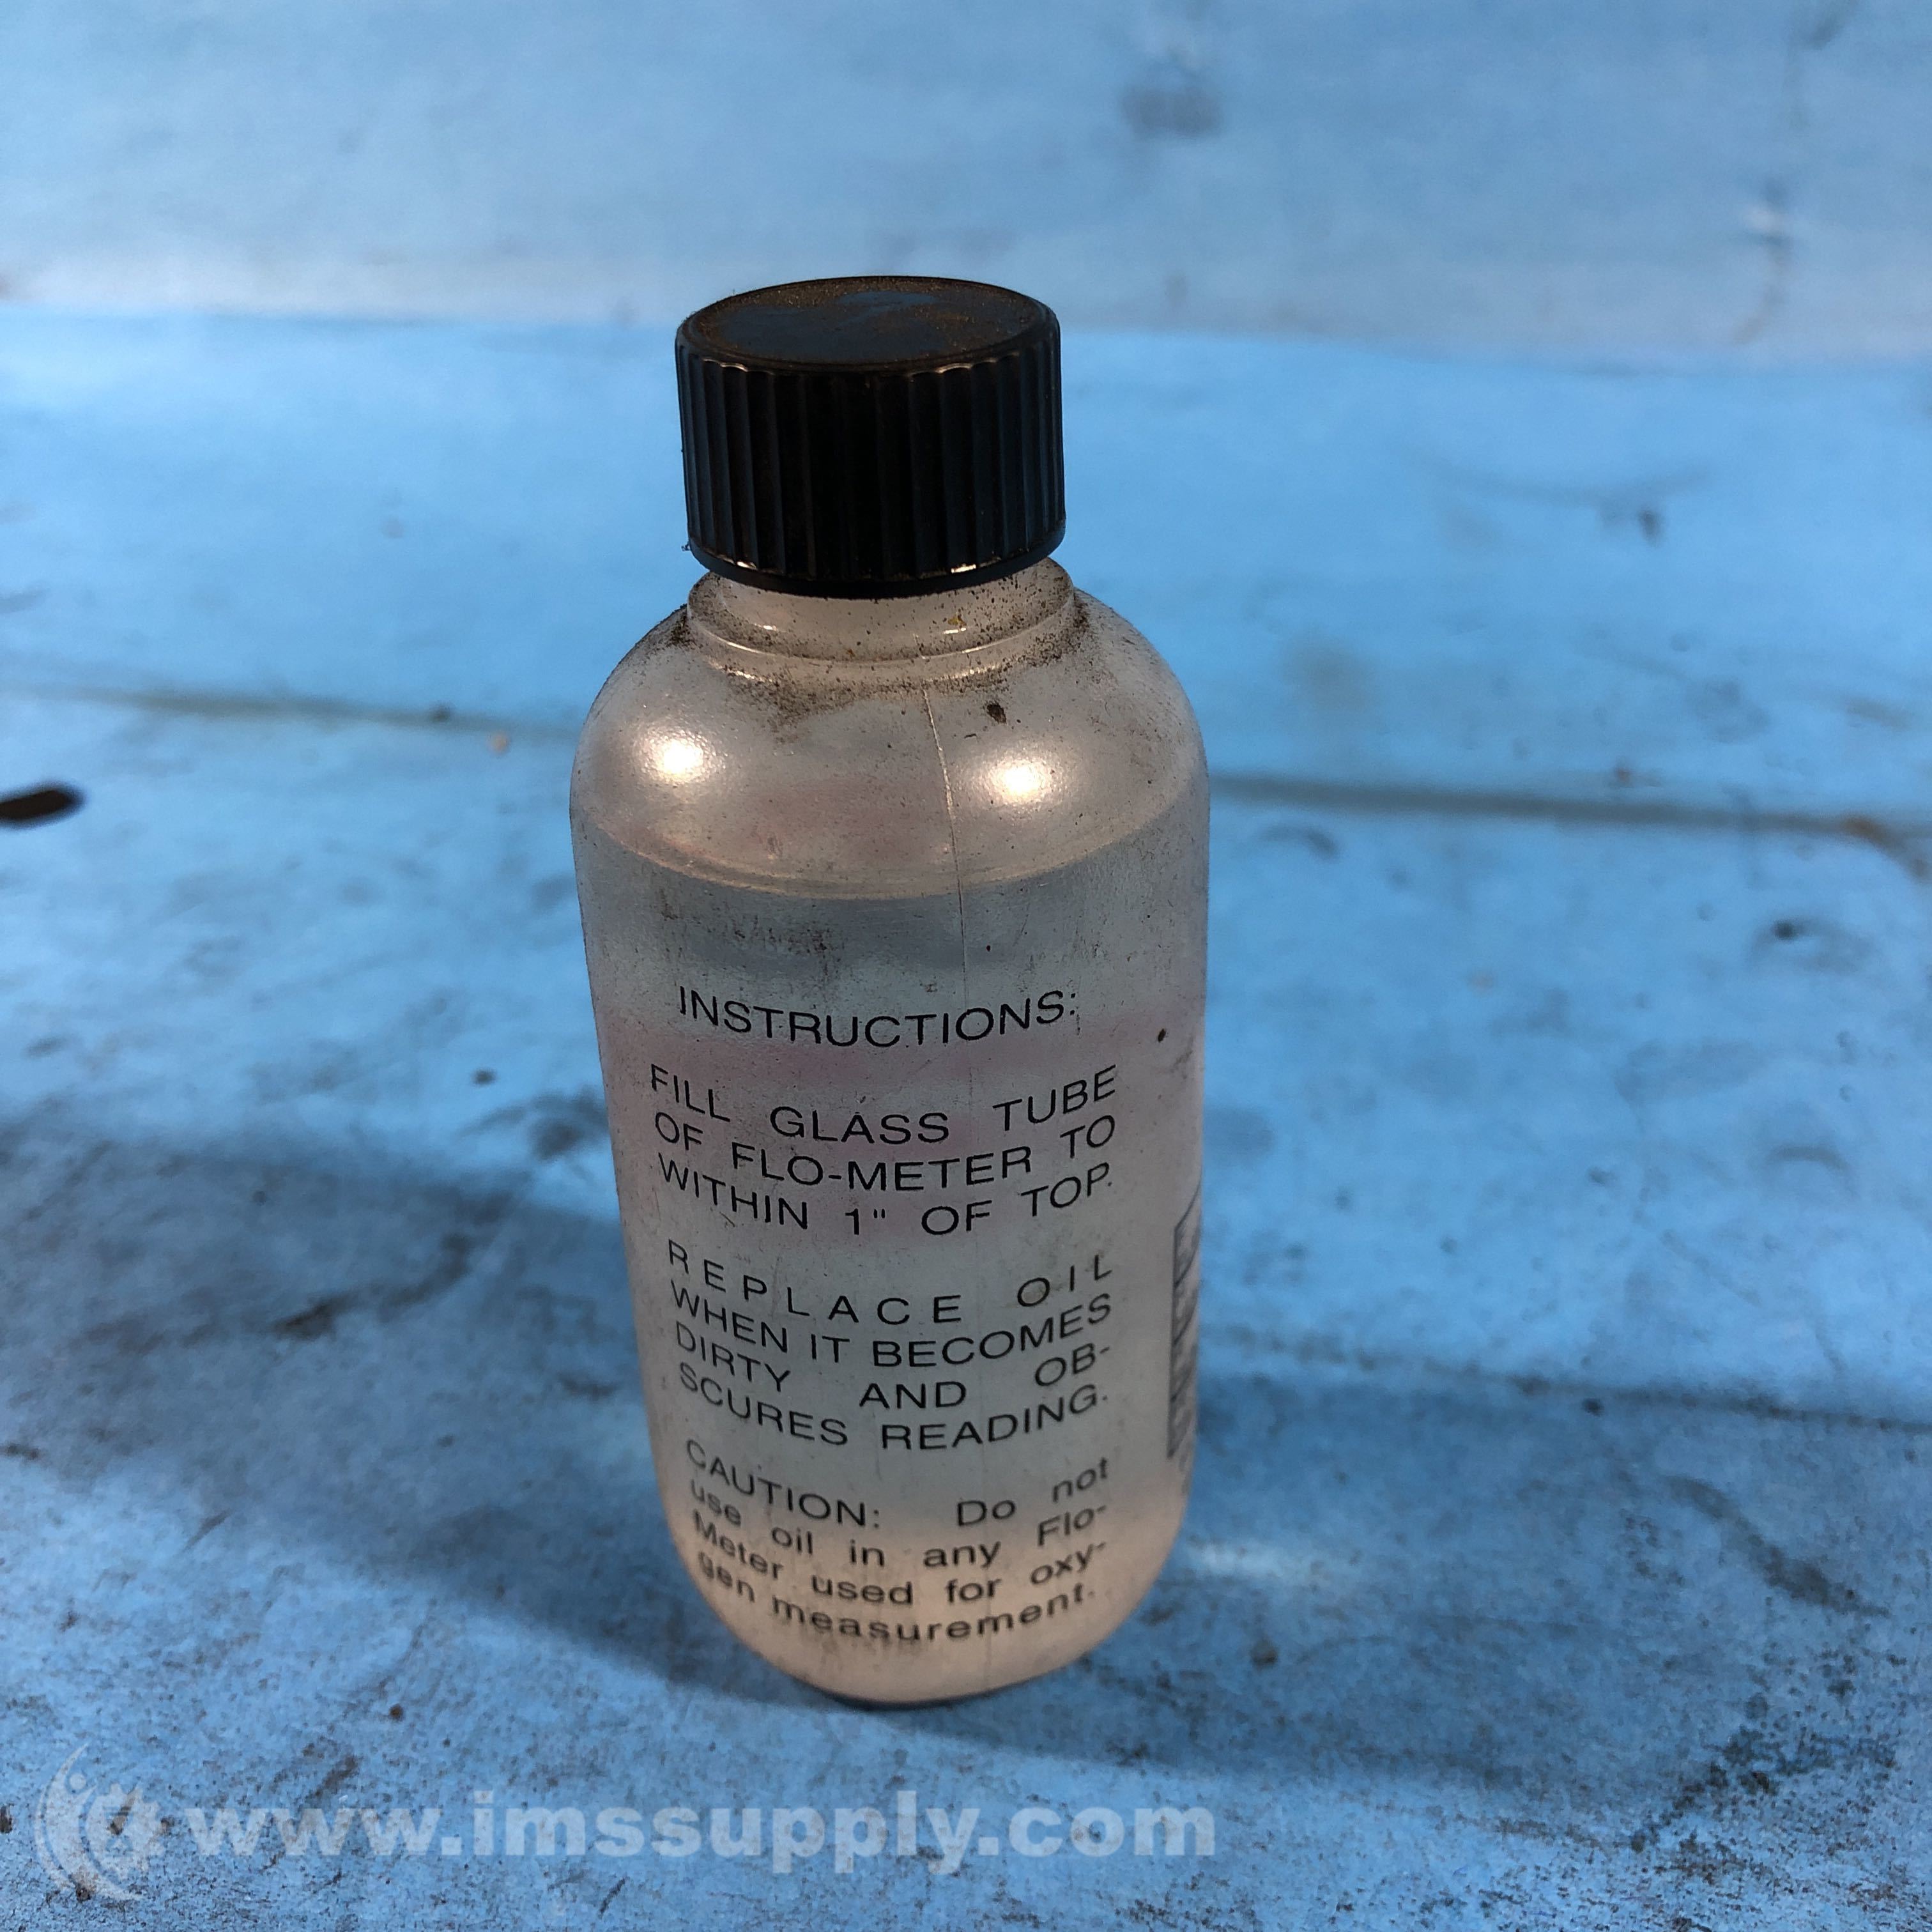 INSTRUCTIONS:
FILL GLASS TUBE
OF FLO-METER TO
WITHIN 1" OF TOP.
REPLACE OIL
WHEN IT BECOMES
DIRTY AND OB-
SCURES READING.
CAUTION: Do not
use oil in any Flo-
Meter used for oxy-
gen measurement.
www.imssupply.com